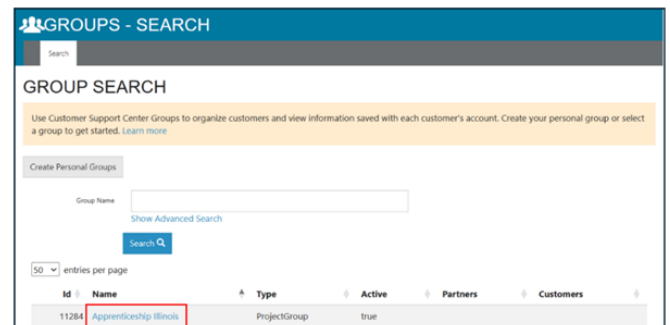 GROUPS - SEARCH
Search
GROUP SEARCH
Use Customer Support Center Groups to organize customers and view information saved with each customer's account. Create your personal group or select
a group to get started. Learn more
Create Personal Groups
Group Name
Show Advanced Search
Search
50 entries per page
Id Name Type Active Partners Customers
11284 Apprenticeship Illinois ProjectGroup true